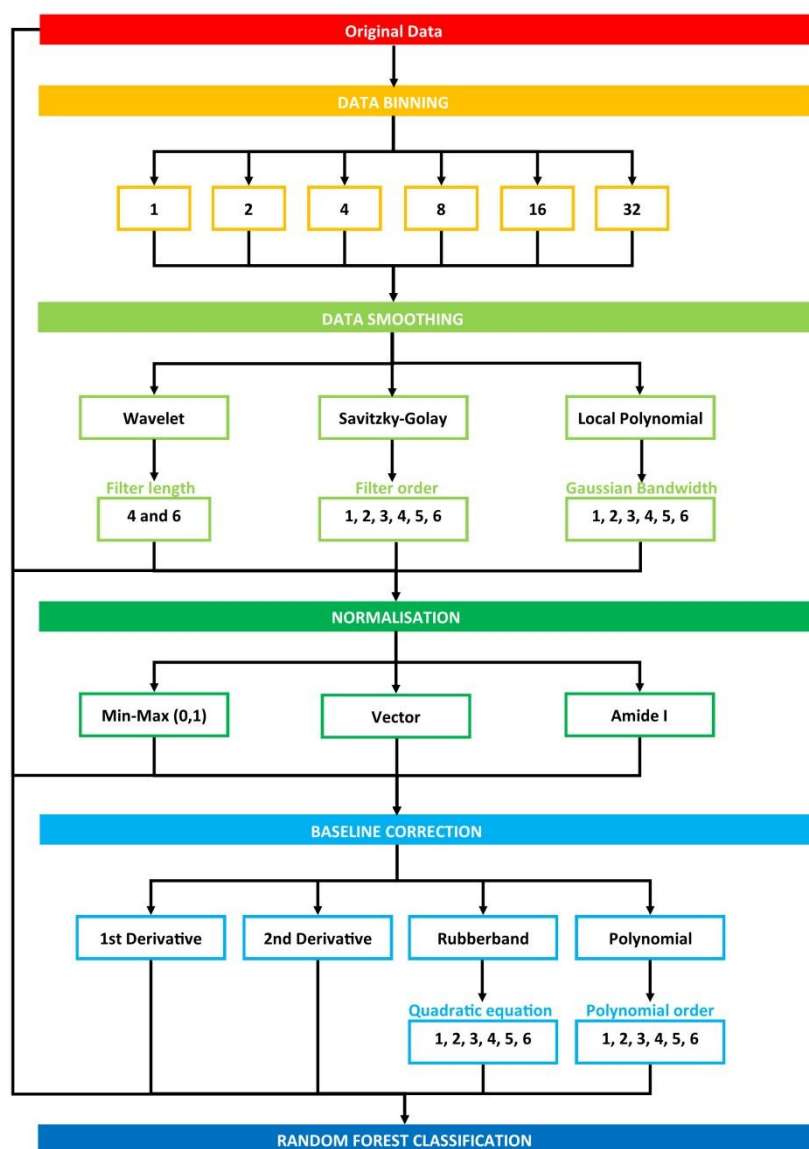 Original Data
DATA BINNING
1 2 4 8 16 32
DATA SMOOTHING
Wavelet Savitzky-Golay Local Polynomial
Filter length Filter order Gaussian Bandwidth
4 and 6 1, 2, 3, 4, 5, 6 1, 2, 3, 4, 5, 6
NORMALISATION
Min-Max (0,1) Vector Amide I
BASELINE CORRECTION
1st Derivative 2nd Derivative Rubberband Polynomial
Quadratic equation Polynomial order
1, 2, 3, 4, 5, 6 1, 2, 3, 4, 5, 6
RANDOM FOREST CLASSIFICATION